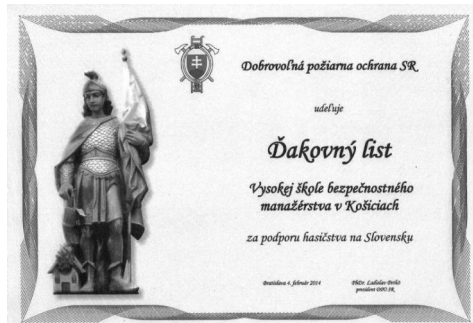 Dobrovoľná požiarna ochrana SR
udeľuje
Ďakovný list
Vysokej škole bezpečnostného
manažérstva v Košiciach
za podporu hasičstva na Slovensku
Bratislava 4. február 2014
PhDr. Ladislav Pethö
prezident DPO SR